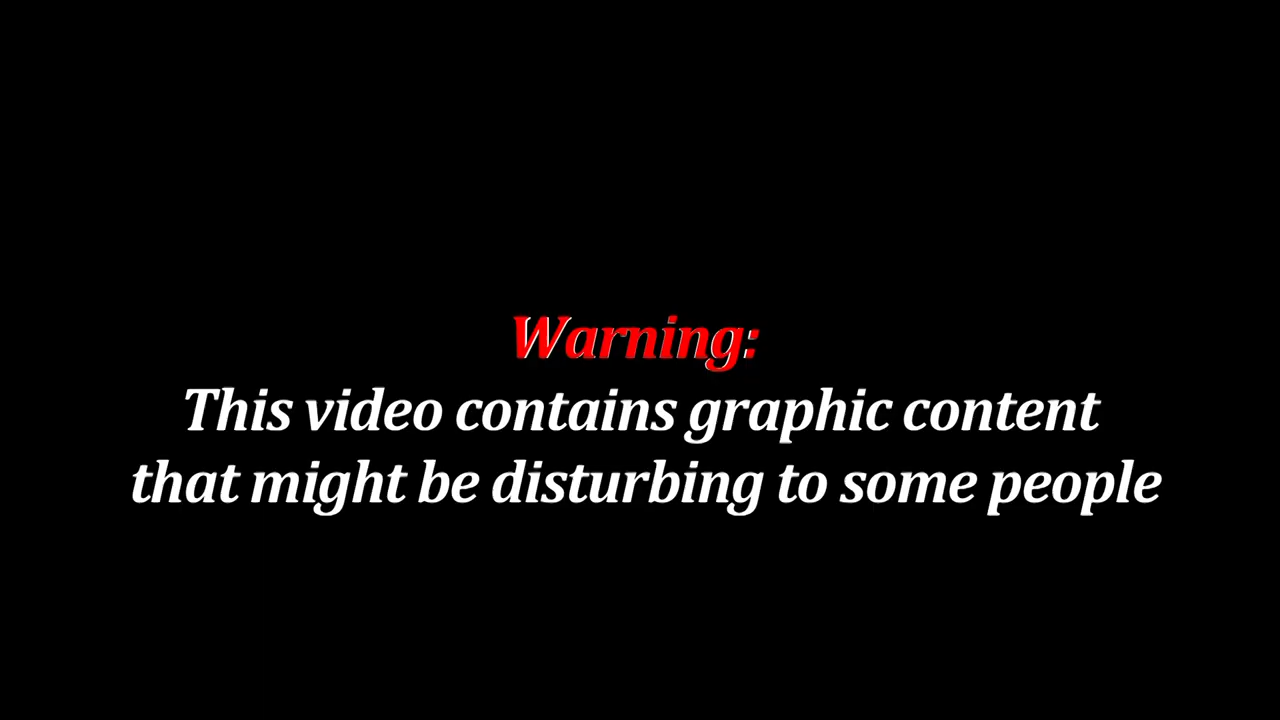 Warning:
This video contains graphic content
that might be disturbing to some people